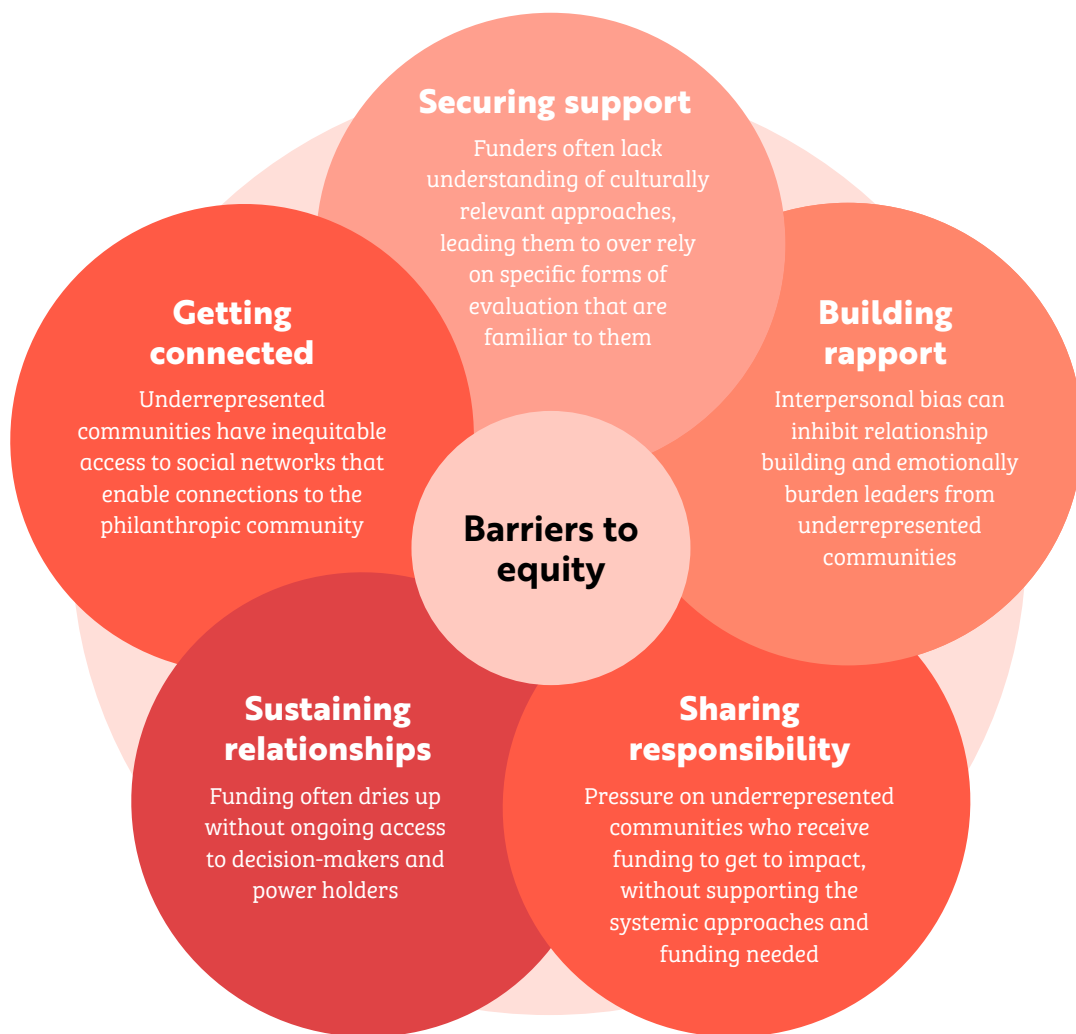 Securing support
Funders often lack
understanding of culturally
relevant approaches,
leading them to over rely
on specific forms of
evaluation that are
familiar to them
Getting
connected
Underrepresented
communities have inequitable
access to social networks that
enable connections to the
philanthropic community
Building
rapport
Interpersonal bias can
inhibit relationship
building and emotionally
burden leaders from
underrepresented
communities
Barriers to
equity
Sustaining
relationships
Funding often dries up
without ongoing access
to decision-makers and
power holders
Sharing
responsibility
Pressure on underrepresented
communities who receive
funding to get to impact,
without supporting the
systemic approaches and
funding needed